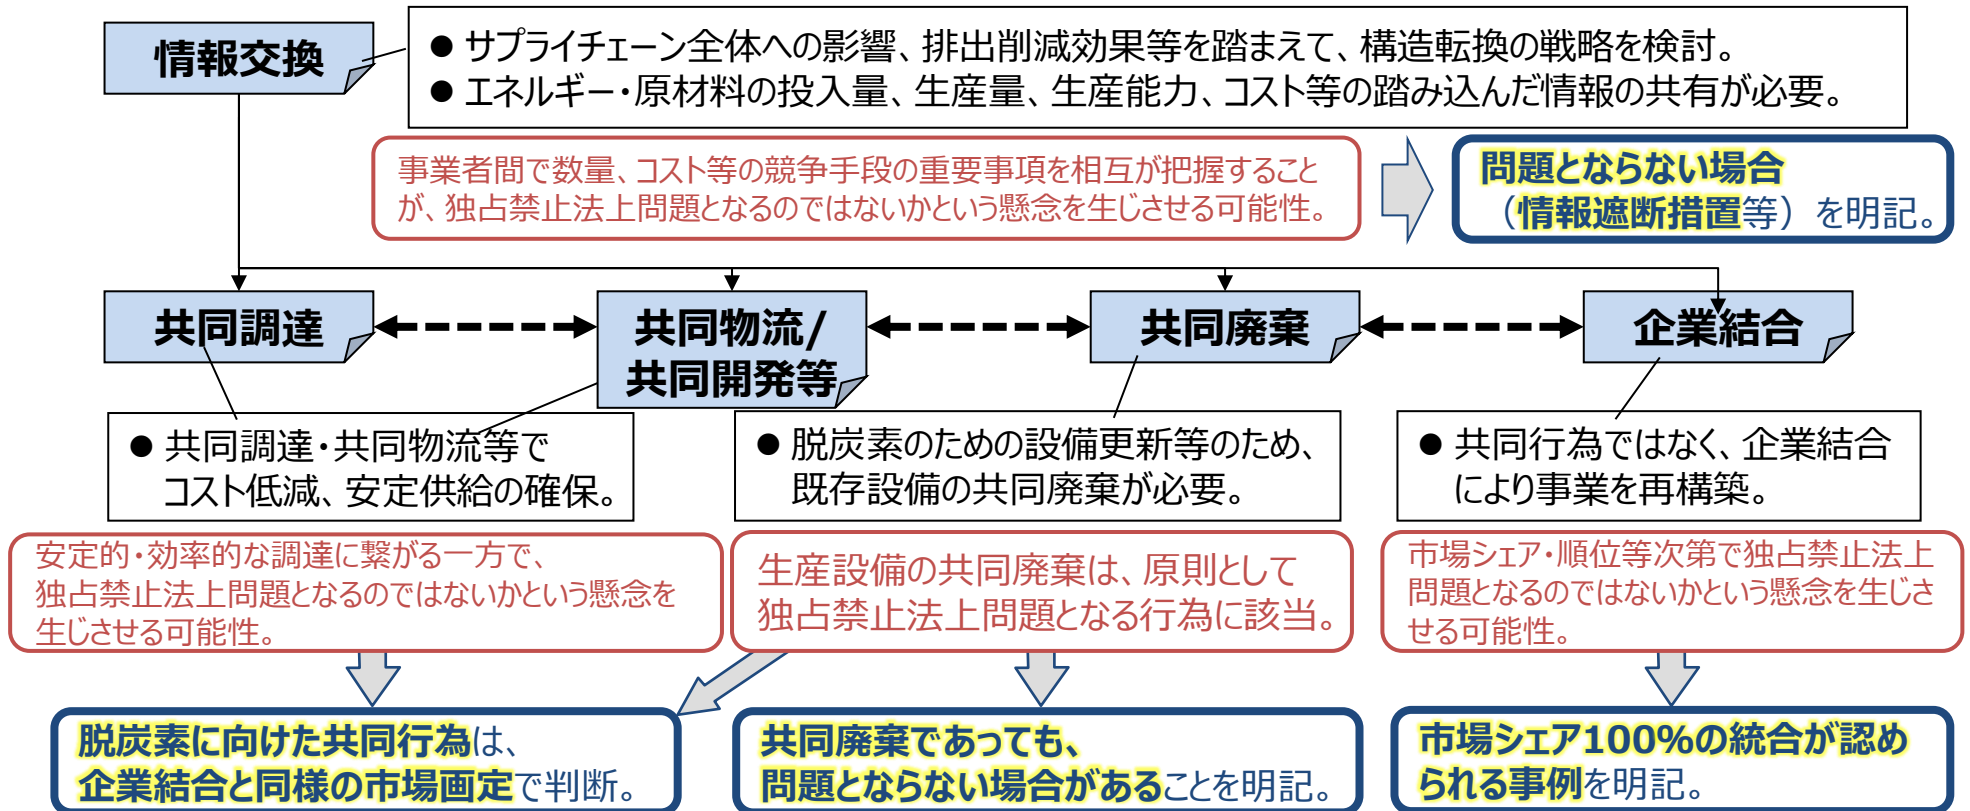 情報交換
● サプライチェーン全体への影響、排出削減効果等を踏まえて、構造転換の戦略を検討。
● エネルギー・原材料の投入量、生産量、生産能力、コスト等の踏み込んだ情報の共有が必要。
事業者間で数量、コスト等の競争手段の重要事項を相互が把握すること
が、独占禁止法上問題となるのではないかという懸念を生じさせる可能性。
問題とならない場合
（情報遮断措置等）を明記。
共同調達
共同物流/
共同開発等
共同廃棄
企業結合
● 共同調達・共同物流等で
コスト低減、安定供給の確保。
● 脱炭素のための設備更新等のため、
既存設備の共同廃棄が必要。
● 共同行為ではなく、企業結合
により事業を再構築。
安定的・効率的な調達に繋がる一方で、
独占禁止法上問題となるのではないかという懸念を
生じさせる可能性。
生産設備の共同廃棄は、原則として
独占禁止法上問題となる行為に該当。
市場シェア・順位等次第で独占禁止法上
問題となるのではないかという懸念を生じさ
せる可能性。
脱炭素に向けた共同行為は、
企業結合と同様の市場画定で判断。
共同廃棄であっても、
問題とならない場合があることを明記。
市場シェア100%の統合が認め
られる事例を明記。